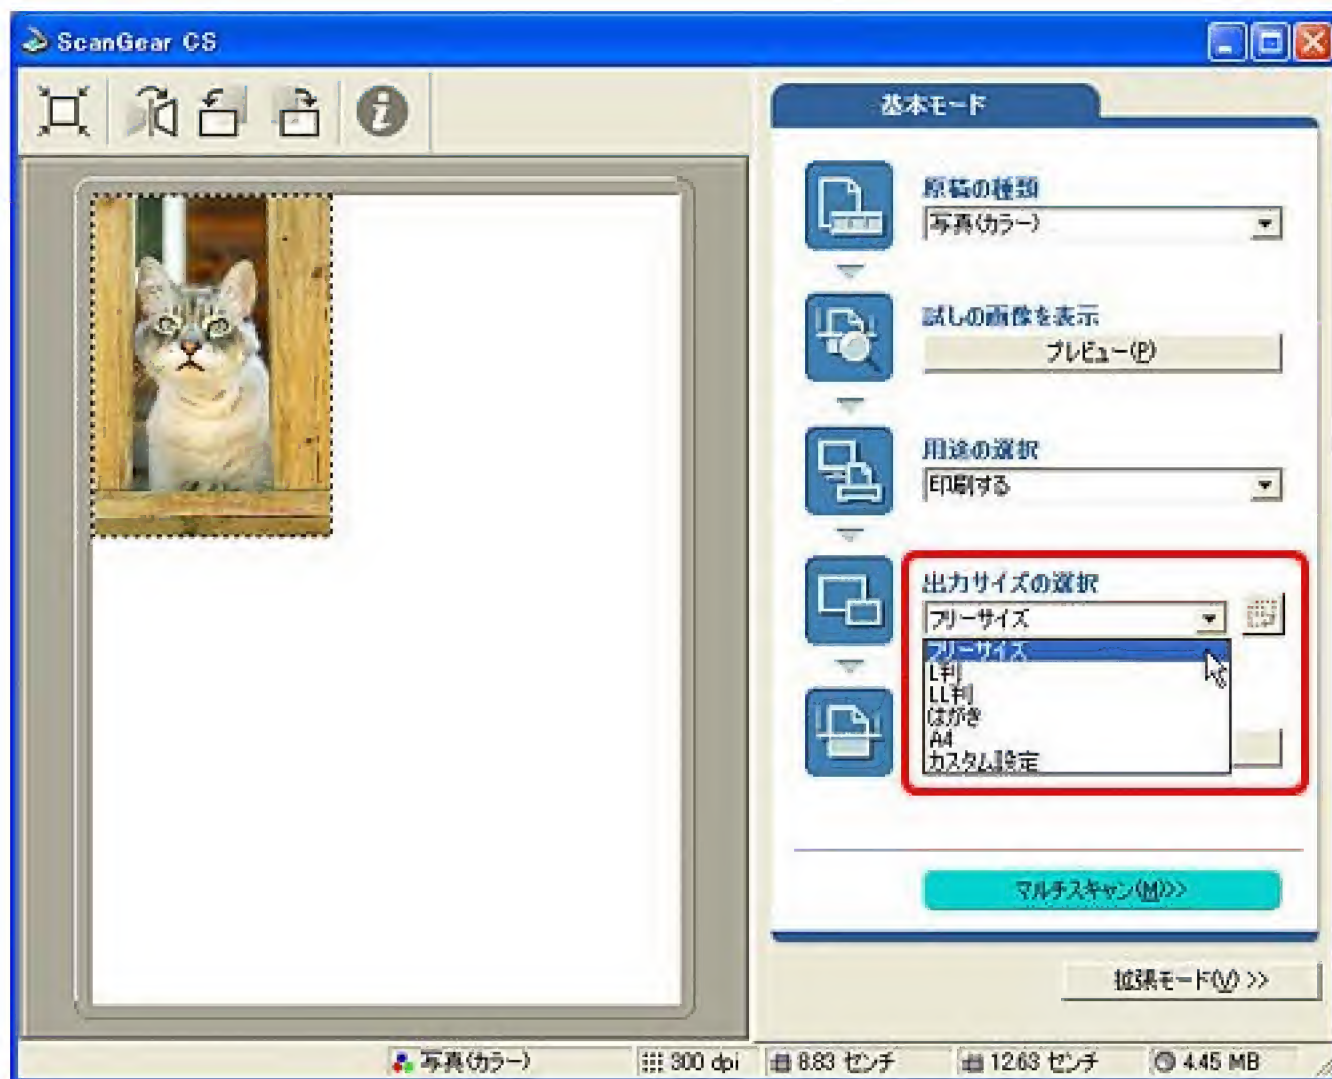 ScanGear CS
基本モード
原稿の種類
写真(カラー)
試しの画像を表示
プレビュー(P)
用途の選択
印刷する
出力サイズの選択
フリーサイズ
フリーサイズ
L判
LL判
はがき
A4
カスタム設定
マルチスキャン(M)>>
拡張モード(V) >>
写真(カラー) 300 dpi 8.83 センチ 12.63 センチ 4.45 MB